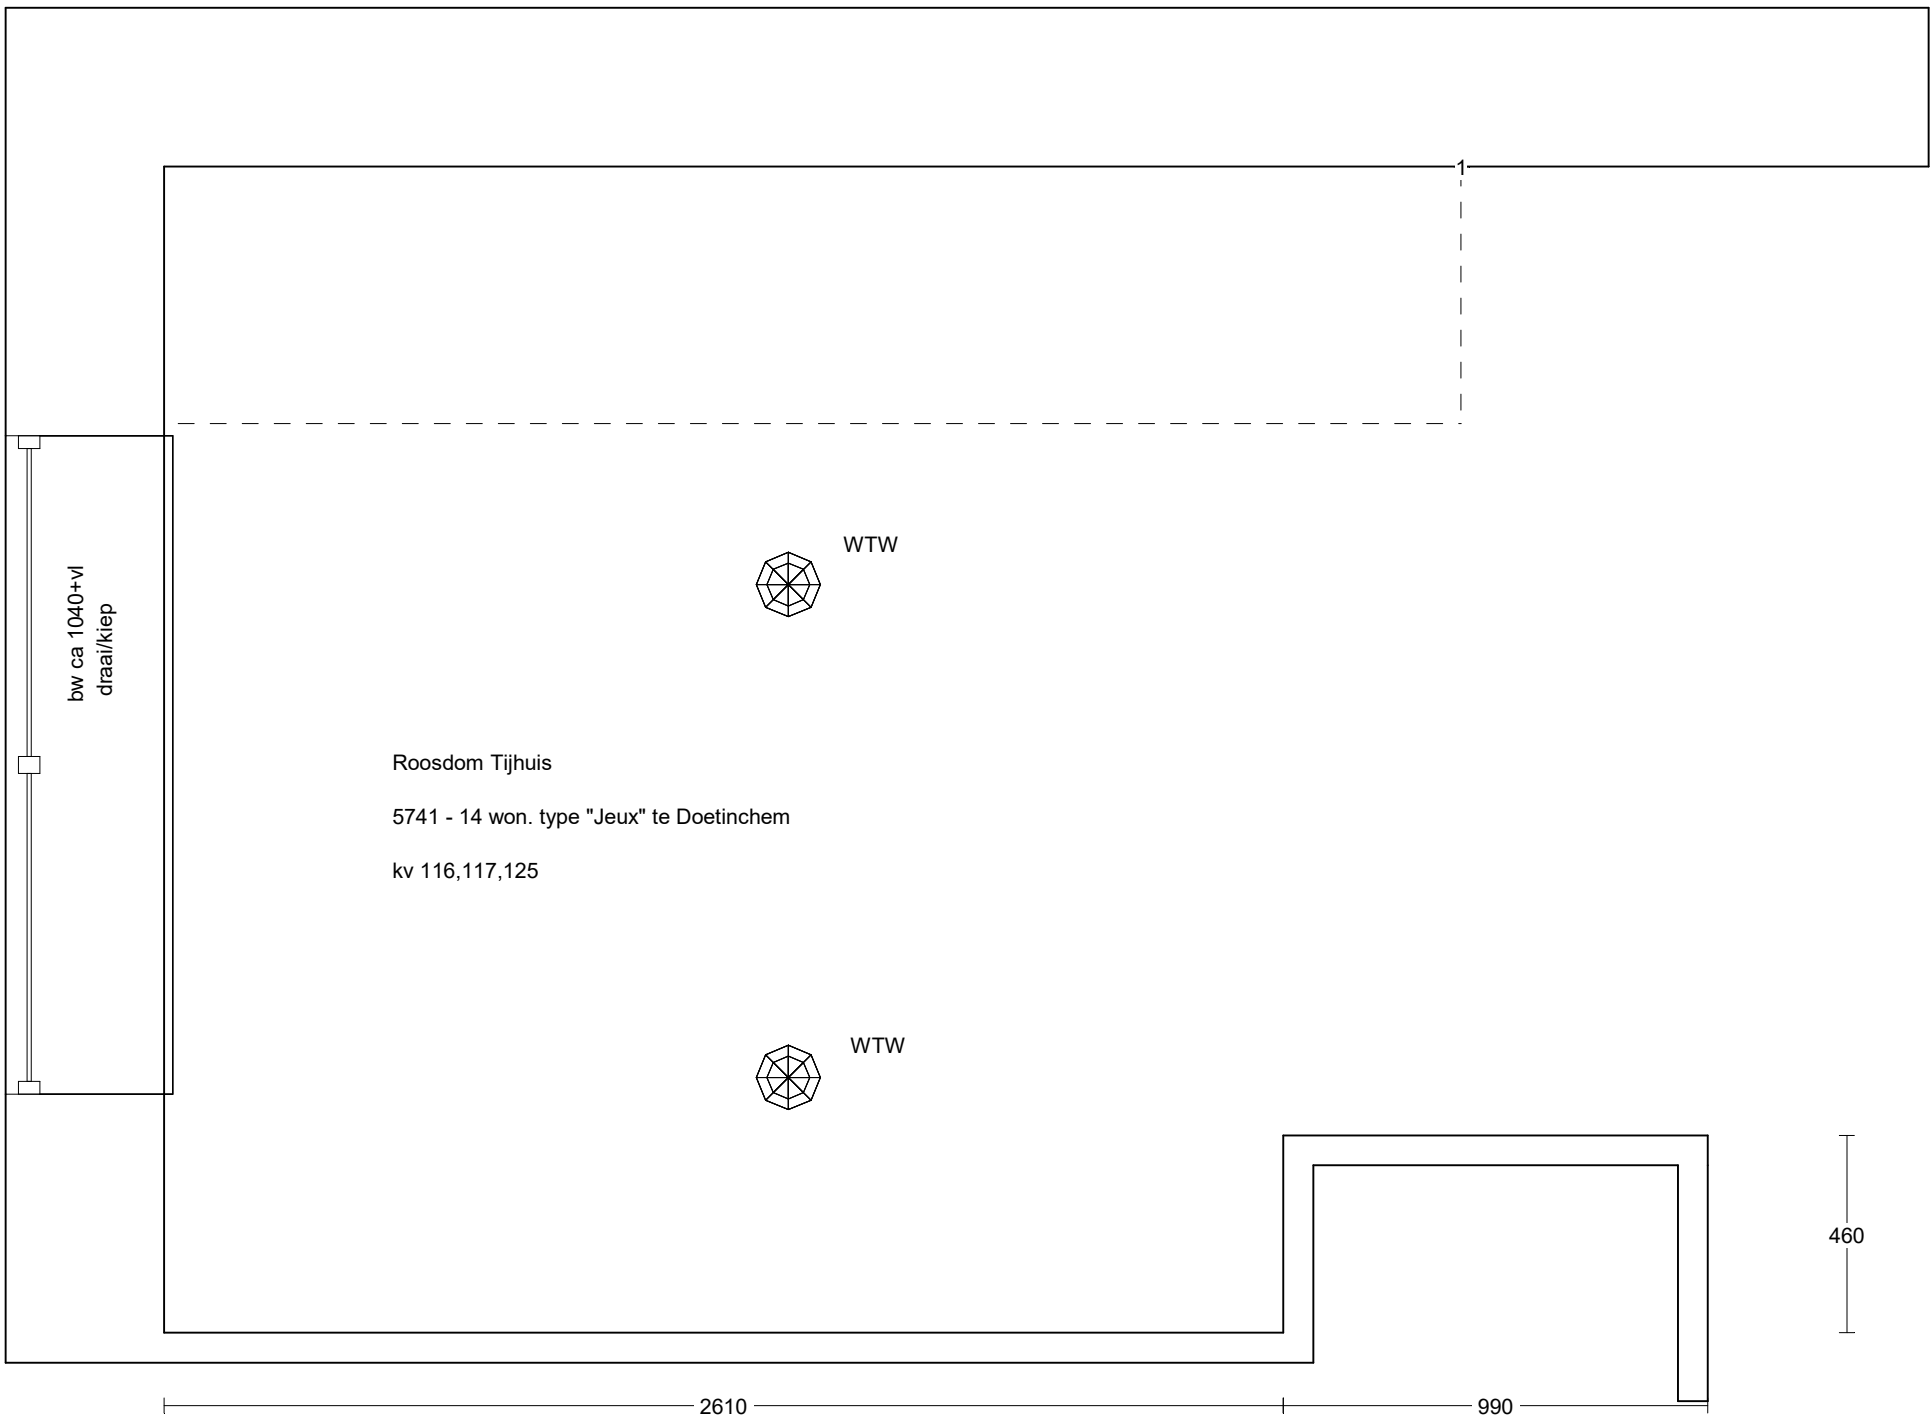 1
WTW
bw ca 1040+vl
draai/kiep
Roosdom Tijhuis
5741 - 14 won. type "Jeux" te Doetinchem
kv 116,117,125
WTW
460
2610
990